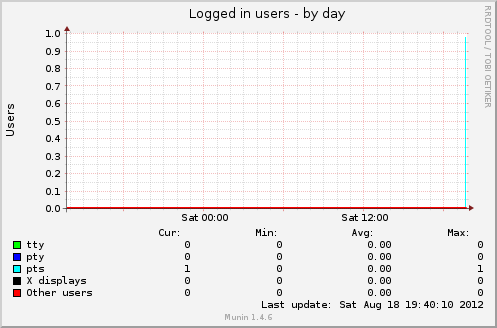 Logged in users - by day
RRDTOOL / TOBI OETIKER
Users
1.0
0.9
0.8
0.7
0.6
0.5
0.4
0.3
0.2
0.1
0.0
Sat 00:00 Sat 12:00
Cur: Min: Avg: Max:
tty 0 0 0.00 0
pty 0 0 0.00 0
pts 1 0 0.00 1
X displays 0 0 0.00 0
Other users 0 0 0.00 0
Last update: Sat Aug 18 19:40:10 2012
Munin 1.4.6